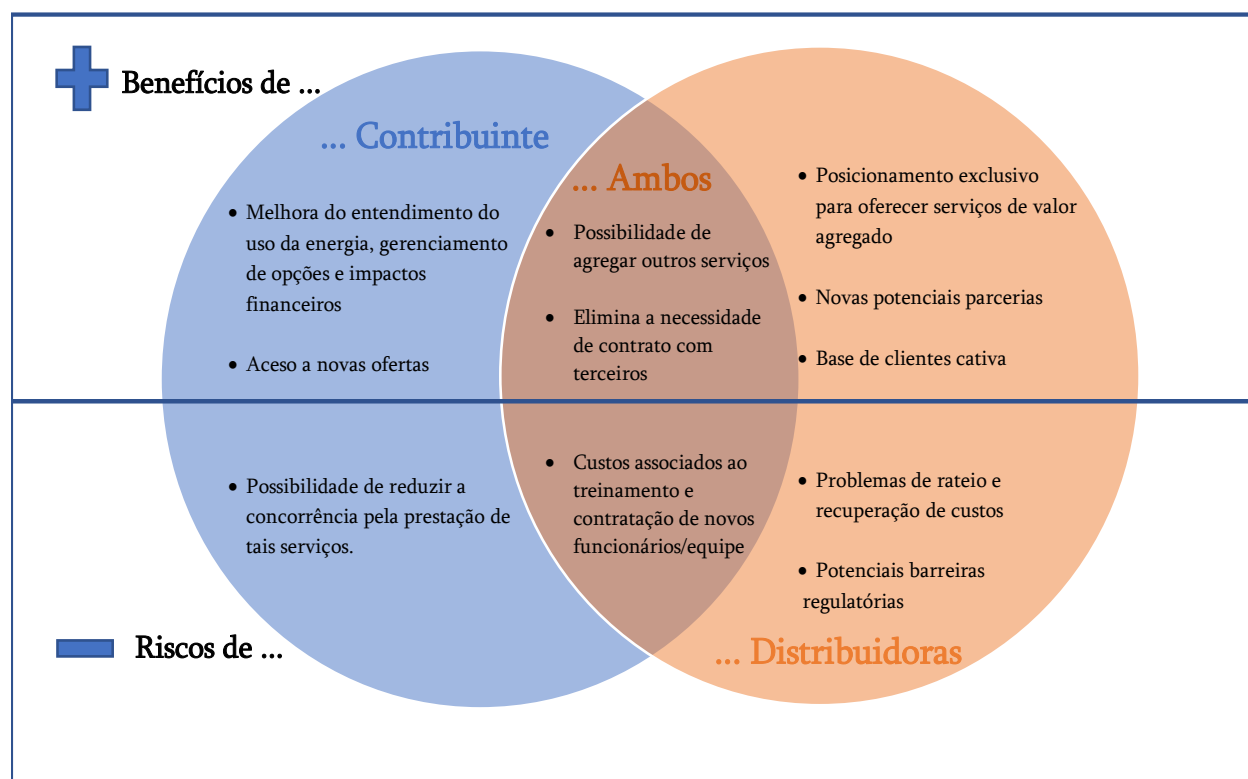 Benefícios de ...
... Contribuinte
• Melhora do entendimento do
uso da energia, gerenciamento
de opções e impactos
financeiros
• Aceso a novas ofertas
... Ambos
• Possibilidade de
agregar outros serviços
• Elimina a necessidade
de contrato com
terceiros
• Posicionamento exclusivo
para oferecer serviços de valor
agregado
• Novas potenciais parcerias
• Base de clientes cativa
• Possibilidade de reduzir a
concorrência pela prestação de
tais serviços.
• Custos associados ao
treinamento e
contratação de novos
funcionários/equipe
• Problemas de rateio e
recuperação de custos
• Potenciais barreiras
regulatórias
Riscos de ...
... Distribuidoras